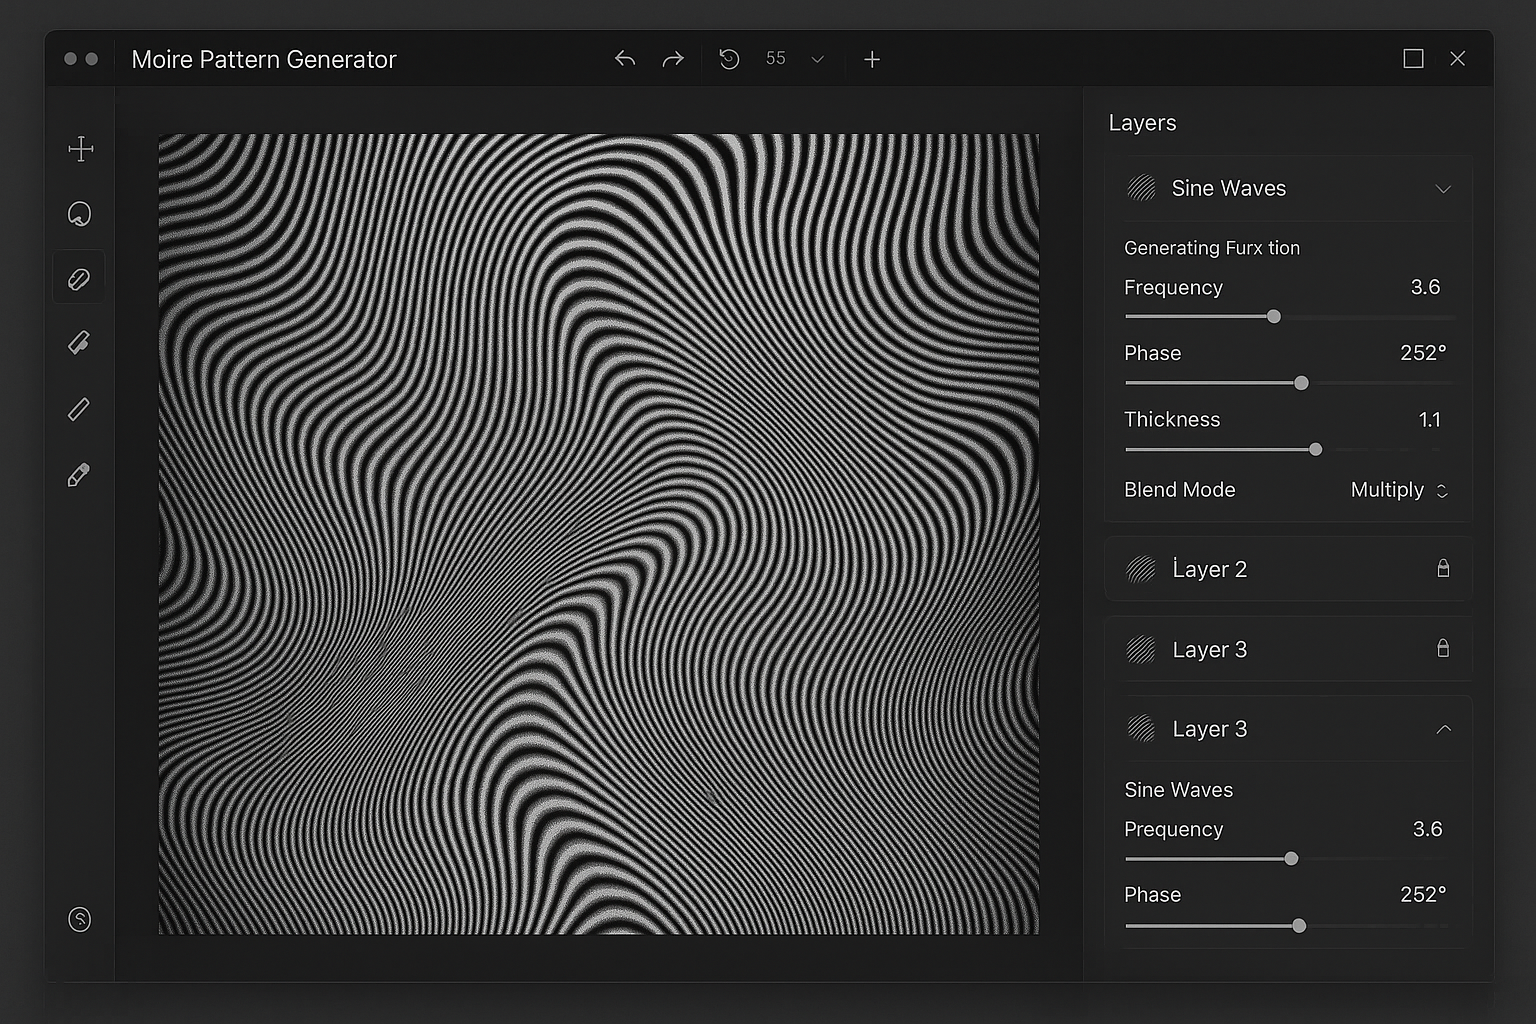 Moire Pattern Generator
55
Layers
Sine Waves
Generating Furx tion
Frequency 3.6
Phase 252°
Thickness 1.1
Blend Mode Multiply
Layer 2
Layer 3
Layer 3
Sine Waves
Prequency 3.6
Phase 252°